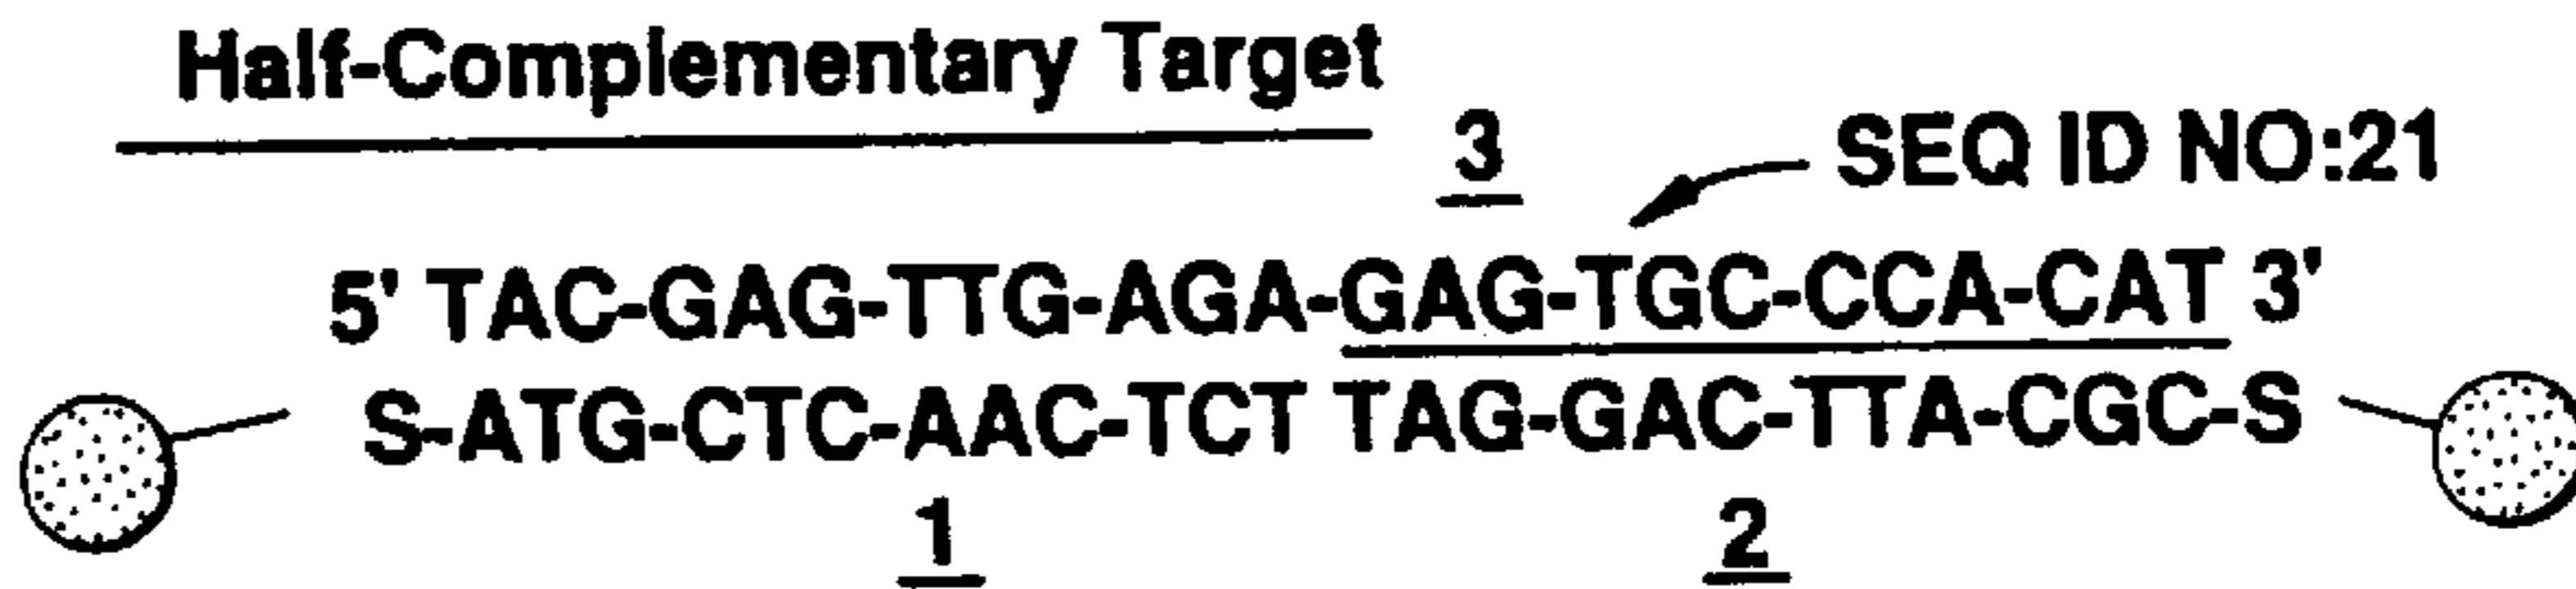 Half-Complementary Target
3
SEQ ID NO:21
5' TAC-GAG-TTG-AGA-GAG-TGC-CCA-CAT 3'
S-ATG-CTC-AAC-TCT TAG-GAC-TTA-CGC-S
1 2